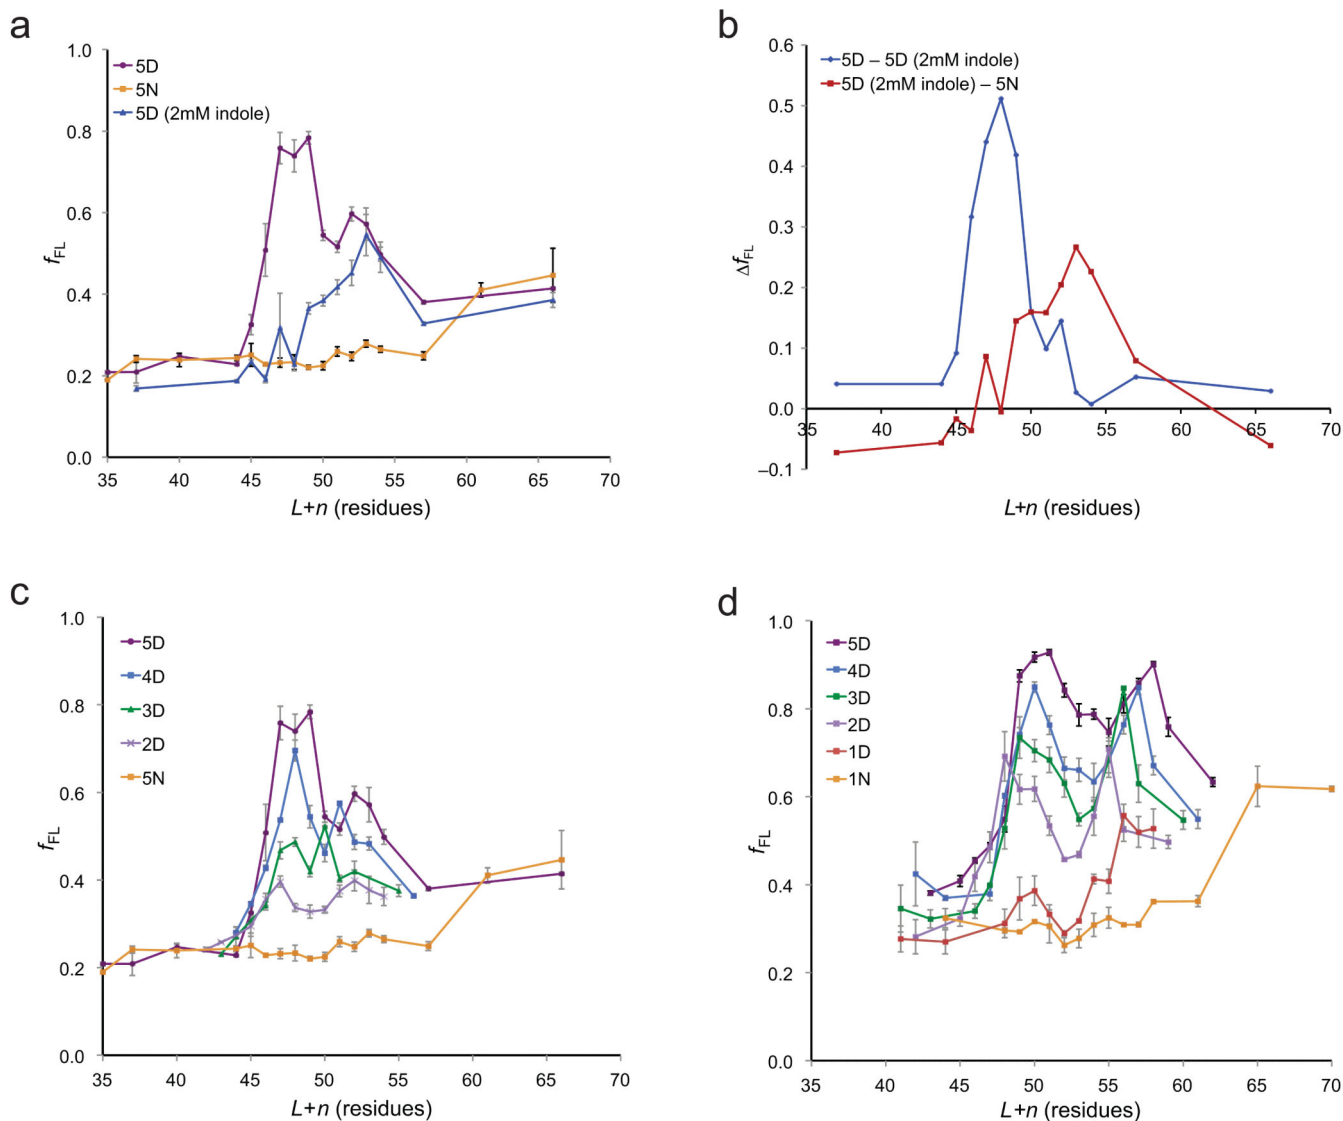 a
1.0
0.8
0.6
0.4
0.2
0.0
fFL
5D
5N
5D (2mM indole)
35 40 45 50 55 60 65 70
L+n (residues)
b
0.6
0.5
0.4
0.3
0.2
0.1
0.0
–0.1
ΔfFL
5D – 5D (2mM indole)
5D (2mM indole) – 5N
35 40 45 50 55 60 65 70
L+n (residues)
c
1.0
0.8
0.6
0.4
0.2
0.0
fFL
5D
4D
3D
2D
5N
35 40 45 50 55 60 65 70
L+n (residues)
d
1.0
0.8
0.6
0.4
0.2
0.0
fFL
5D
4D
3D
2D
1D
1N
35 40 45 50 55 60 65 70
L+n (residues)